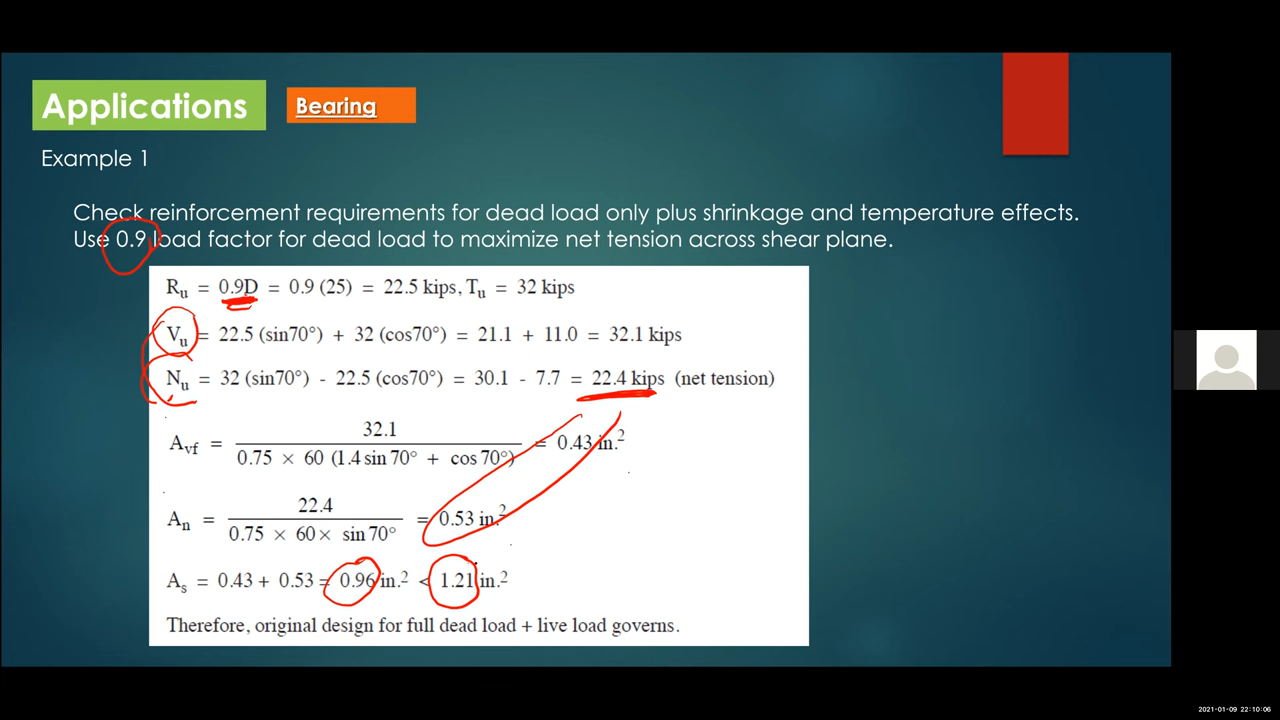 Applications
Bearing
Example 1
Check reinforcement requirements for dead load only plus shrinkage and temperature effects.
Use 0.9 load factor for dead load to maximize net tension across shear plane.
Rᵤ = 0.9D = 0.9 (25) = 22.5 kips, Tᵤ = 32 kips
Vᵤ = 22.5 (sin70°) + 32 (cos70°) = 21.1 + 11.0 = 32.1 kips
Nᵤ = 32 (sin70°) - 22.5 (cos70°) = 30.1 - 7.7 = 22.4 kips (net tension)
A_vf = 32.1 / 0.75 × 60 (1.4 sin 70° + cos 70°) = 0.43 in.²
Aₙ = 22.4 / 0.75 × 60 × sin 70° = 0.53 in.²
Aₛ = 0.43 + 0.53 = 0.96 in.² < 1.21 in.²
Therefore, original design for full dead load + live load governs.
2021-01-09 22:10:06